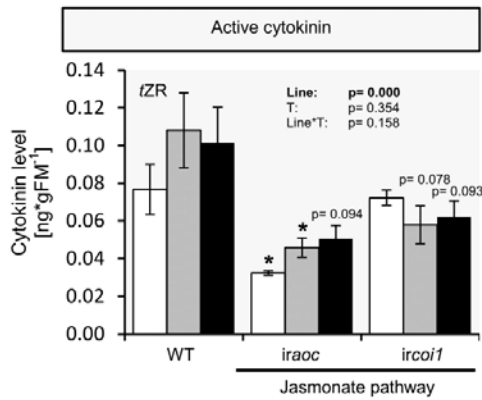 Active cytokinin
0.14
0.12
0.10
0.08
0.06
0.04
0.02
0.00
Cytokinin level
[ng*gFM⁻¹]
tZR
Line: p= 0.000
T: p= 0.354
Line*T: p= 0.158
*
*
p= 0.094
p= 0.078
p= 0.093
WT iraoc ircoi1
Jasmonate pathway